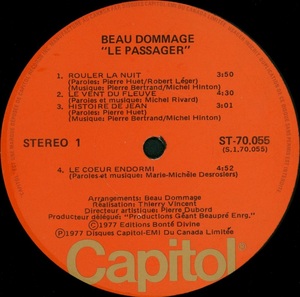 BEAU DOMMAGE
"LE PASSAGER"
1. ROULER LA NUIT 3:50
(Paroles: Pierre Huet/Robert Léger)
(Musique: Pierre Bertrand/Michel Hinton)
2. LE VENT DU FLEUVE 4:30
(Paroles et musique: Michel Rivard)
3. HISTOIRE DE JEAN 3:01
(Paroles: Pierre Huet)
(Musique: Pierre Bertrand/Michel Hinton)
STEREO 1
ST-70.055
(S.1.70.055)
4. LE COEUR ENDORMI 4:52
(Paroles et musique: Marie-Michèle Desrosiers)
Arrangements: Beau Dommage
Réalisation: Thierry Vincent
Directeur artistique: Pierre Dubord
Producteur délégué: "Productions Géant Beaupré Enrg."
©1977 Editions Bonté Divine
℗1977 Disques Capitol-EMI Du Canada Limitée
Capitol®